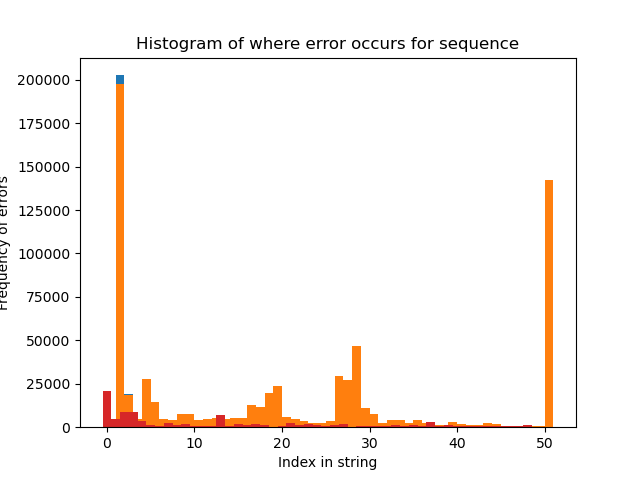 Histogram of where error occurs for sequence
Frequency of errors
200000
175000
150000
125000
100000
75000
50000
25000
0
0 10 20 30 40 50
Index in string